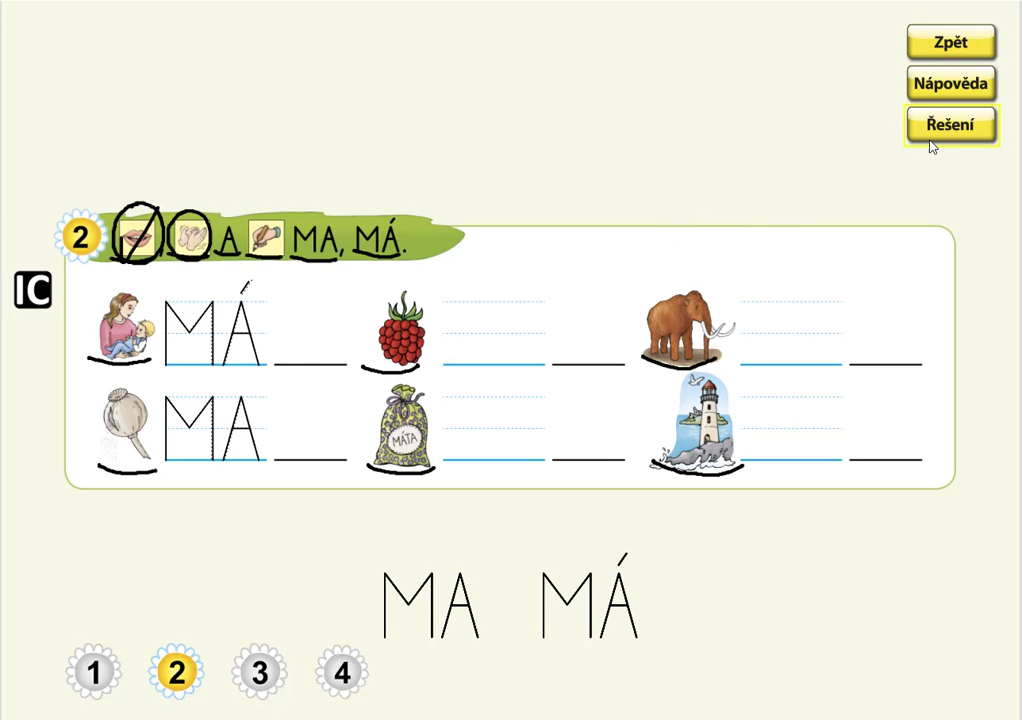 Zpět
Nápověda
Řešení
2 A MA, MÁ.
IC
MÁ
MA
MÁTA
MA MÁ
1 2 3 4